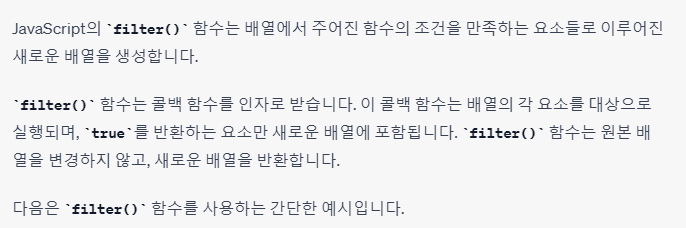 JavaScript의 `filter()` 함수는 배열에서 주어진 함수의 조건을 만족하는 요소들로 이루어진
새로운 배열을 생성합니다.
`filter()` 함수는 콜백 함수를 인자로 받습니다. 이 콜백 함수는 배열의 각 요소를 대상으로
실행되며, `true`를 반환하는 요소만 새로운 배열에 포함됩니다. `filter()` 함수는 원본 배
열을 변경하지 않고, 새로운 배열을 반환합니다.
다음은 `filter()` 함수를 사용하는 간단한 예시입니다.